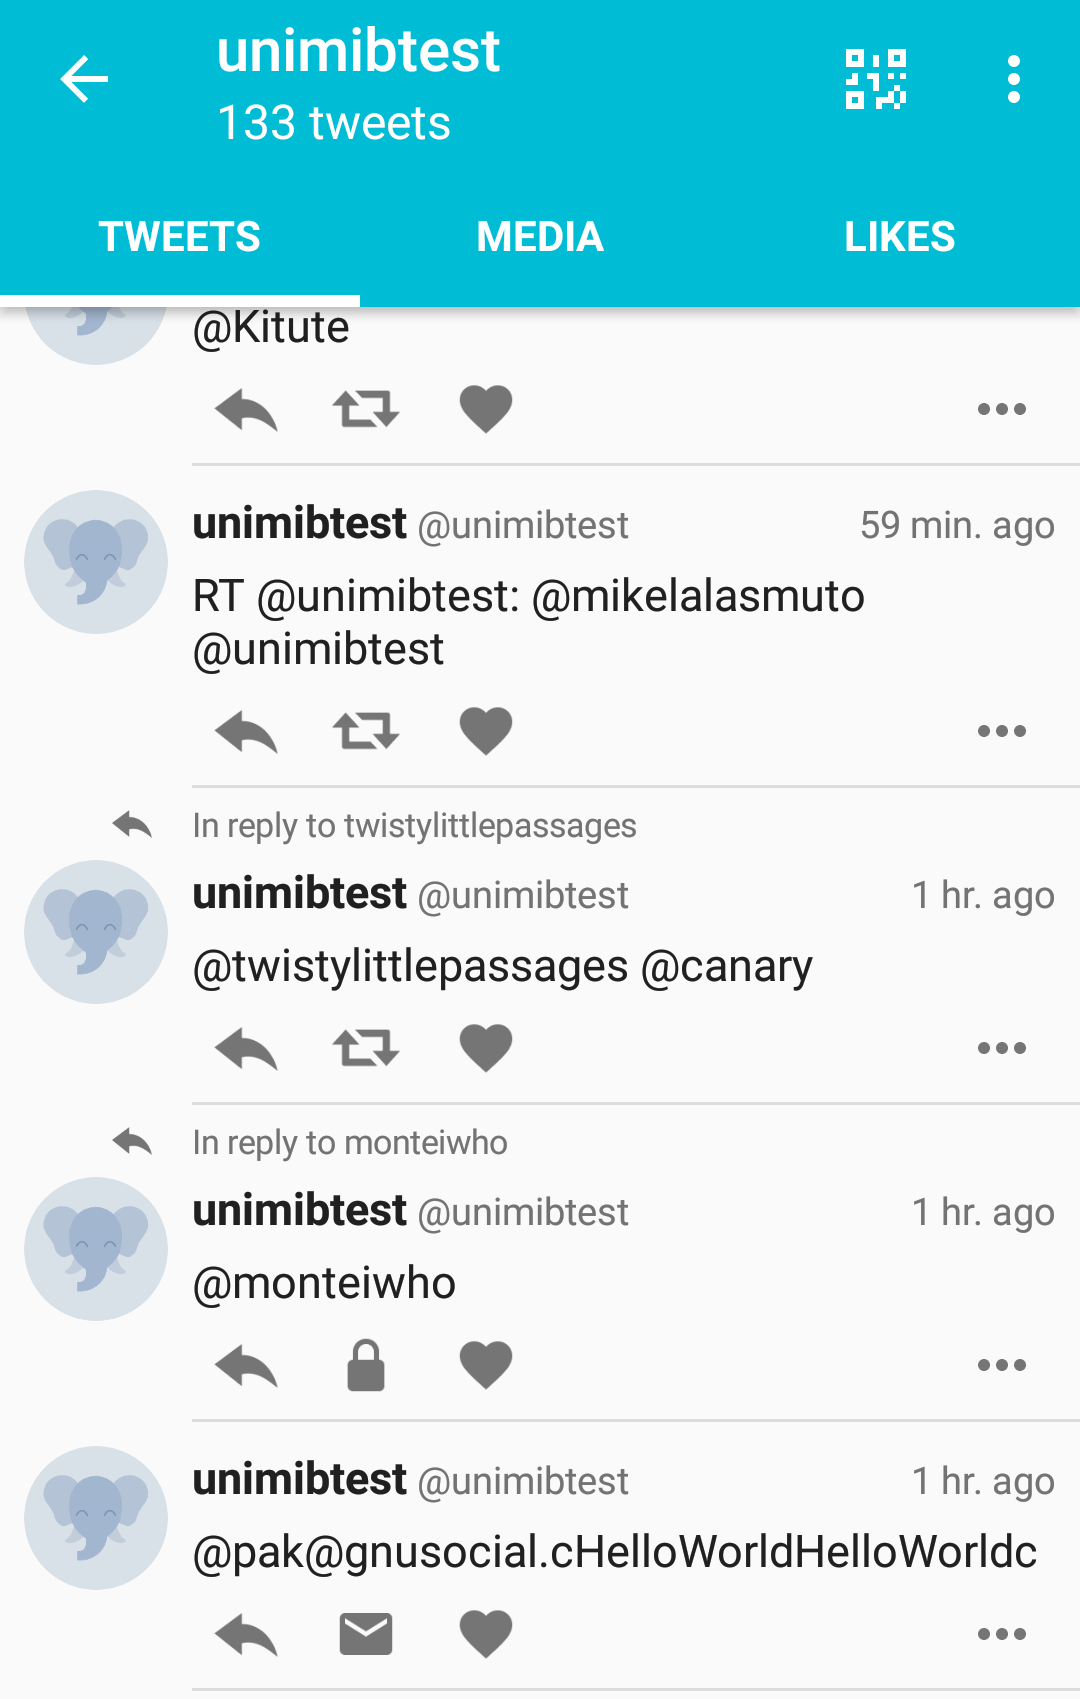 unimibtest
133 tweets
TWEETS MEDIA LIKES
@Kitute
unimibtest @unimibtest 59 min. ago
RT @unimibtest: @mikelalasmuto
@unimibtest
In reply to twistylittlepassages
unimibtest @unimibtest 1 hr. ago
@twistylittlepassages @canary
In reply to monteiwho
unimibtest @unimibtest 1 hr. ago
@monteiwho
unimibtest @unimibtest 1 hr. ago
@pak@gnusocial.cHelloWorldHelloWorldc